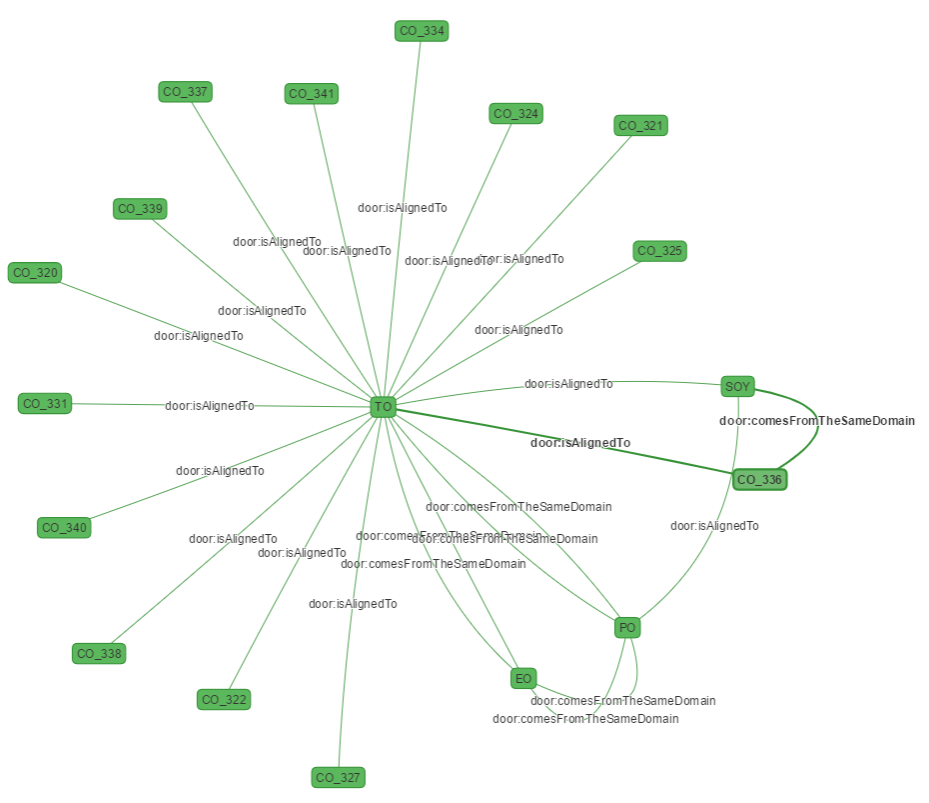 CO_334
CO_337
CO_341
CO_324
CO_321
CO_339
door:isAlignedTo
door:isAlignedTo
door:isAlignedTo
CO_325
door:isAlignedTo
door:isAlignedTo
CO_320
door:isAlignedTo
door:isAlignedTo
door:isAlignedTo
door:isAlignedTo
SOY
CO_331
door:isAlignedTo
TO
door:comesFromTheSameDomain
door:isAlignedTo
door:isAlignedTo
CO_336
door:comesFromTheSameDomain
CO_340
door:isAlignedTo
door:isAlignedTo
door:comesFromTheSameDomain
door:comesFromTheSameDomain
door:isAlignedTo
door:comesFromTheSameDomain
door:isAlignedTo
PO
CO_338
EO
CO_322
door:comesFromTheSameDomain
door:comesFromTheSameDomain
CO_327